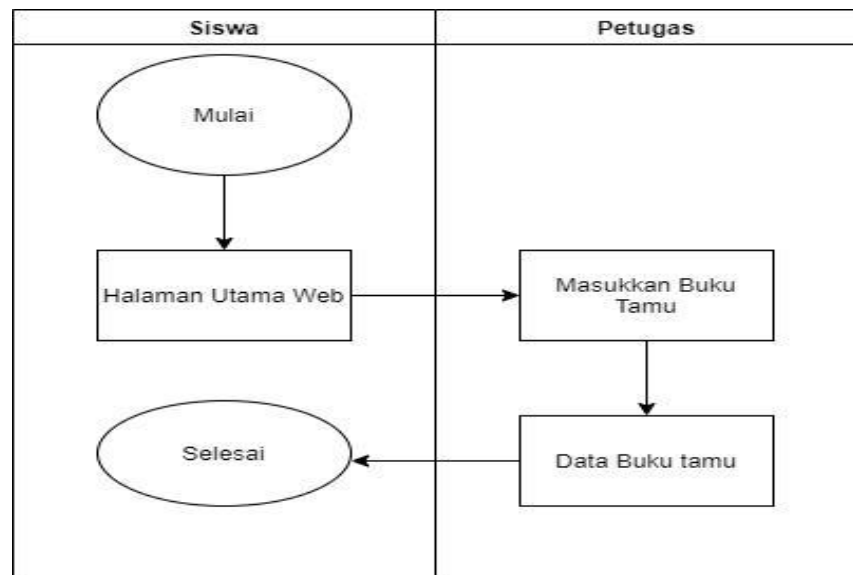 Siswa
Petugas
Mulai
Halaman Utama Web
Masukkan Buku
Tamu
Data Buku tamu
Selesai